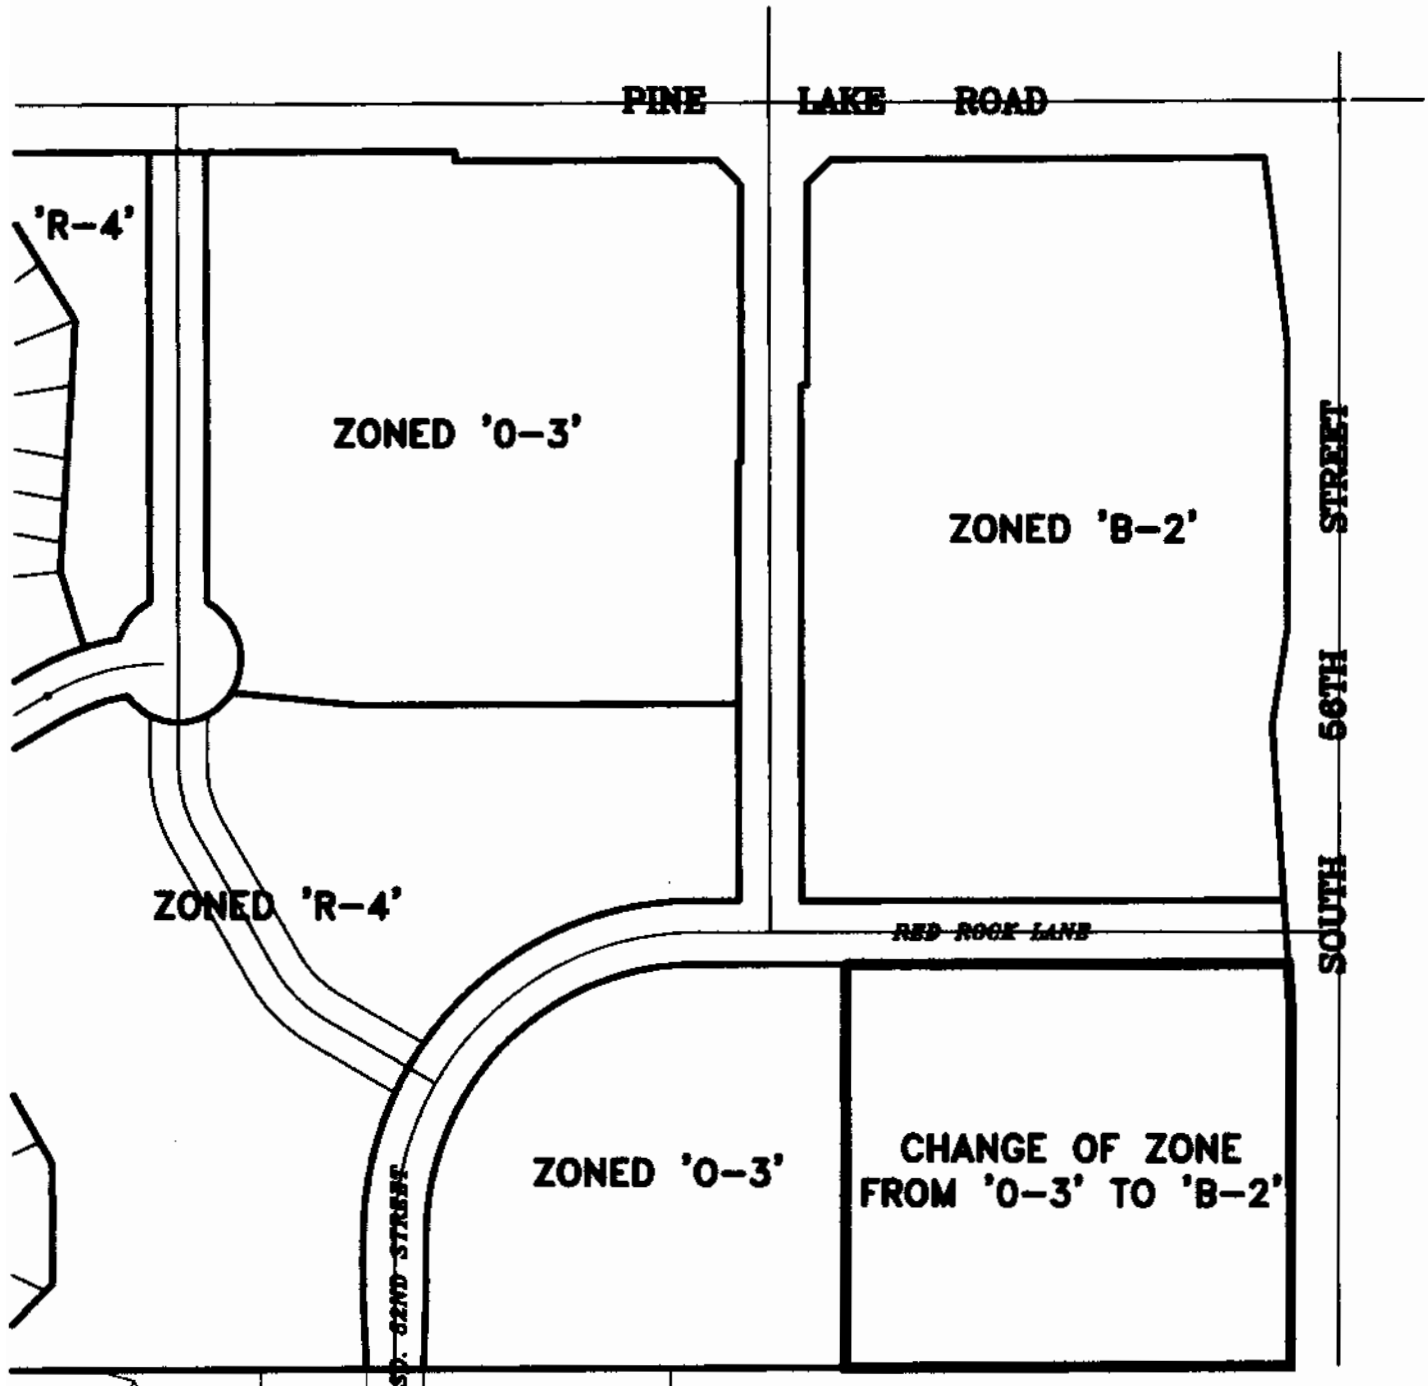 PINE LAKE ROAD
'R-4'
ZONED 'O-3'
ZONED 'B-2'
SOUTH 56TH STREET
ZONED 'R-4'
RED ROCK LANE
CHANGE OF ZONE
FROM 'O-3' TO 'B-2'
ZONED 'O-3'
SO. 52ND STREET